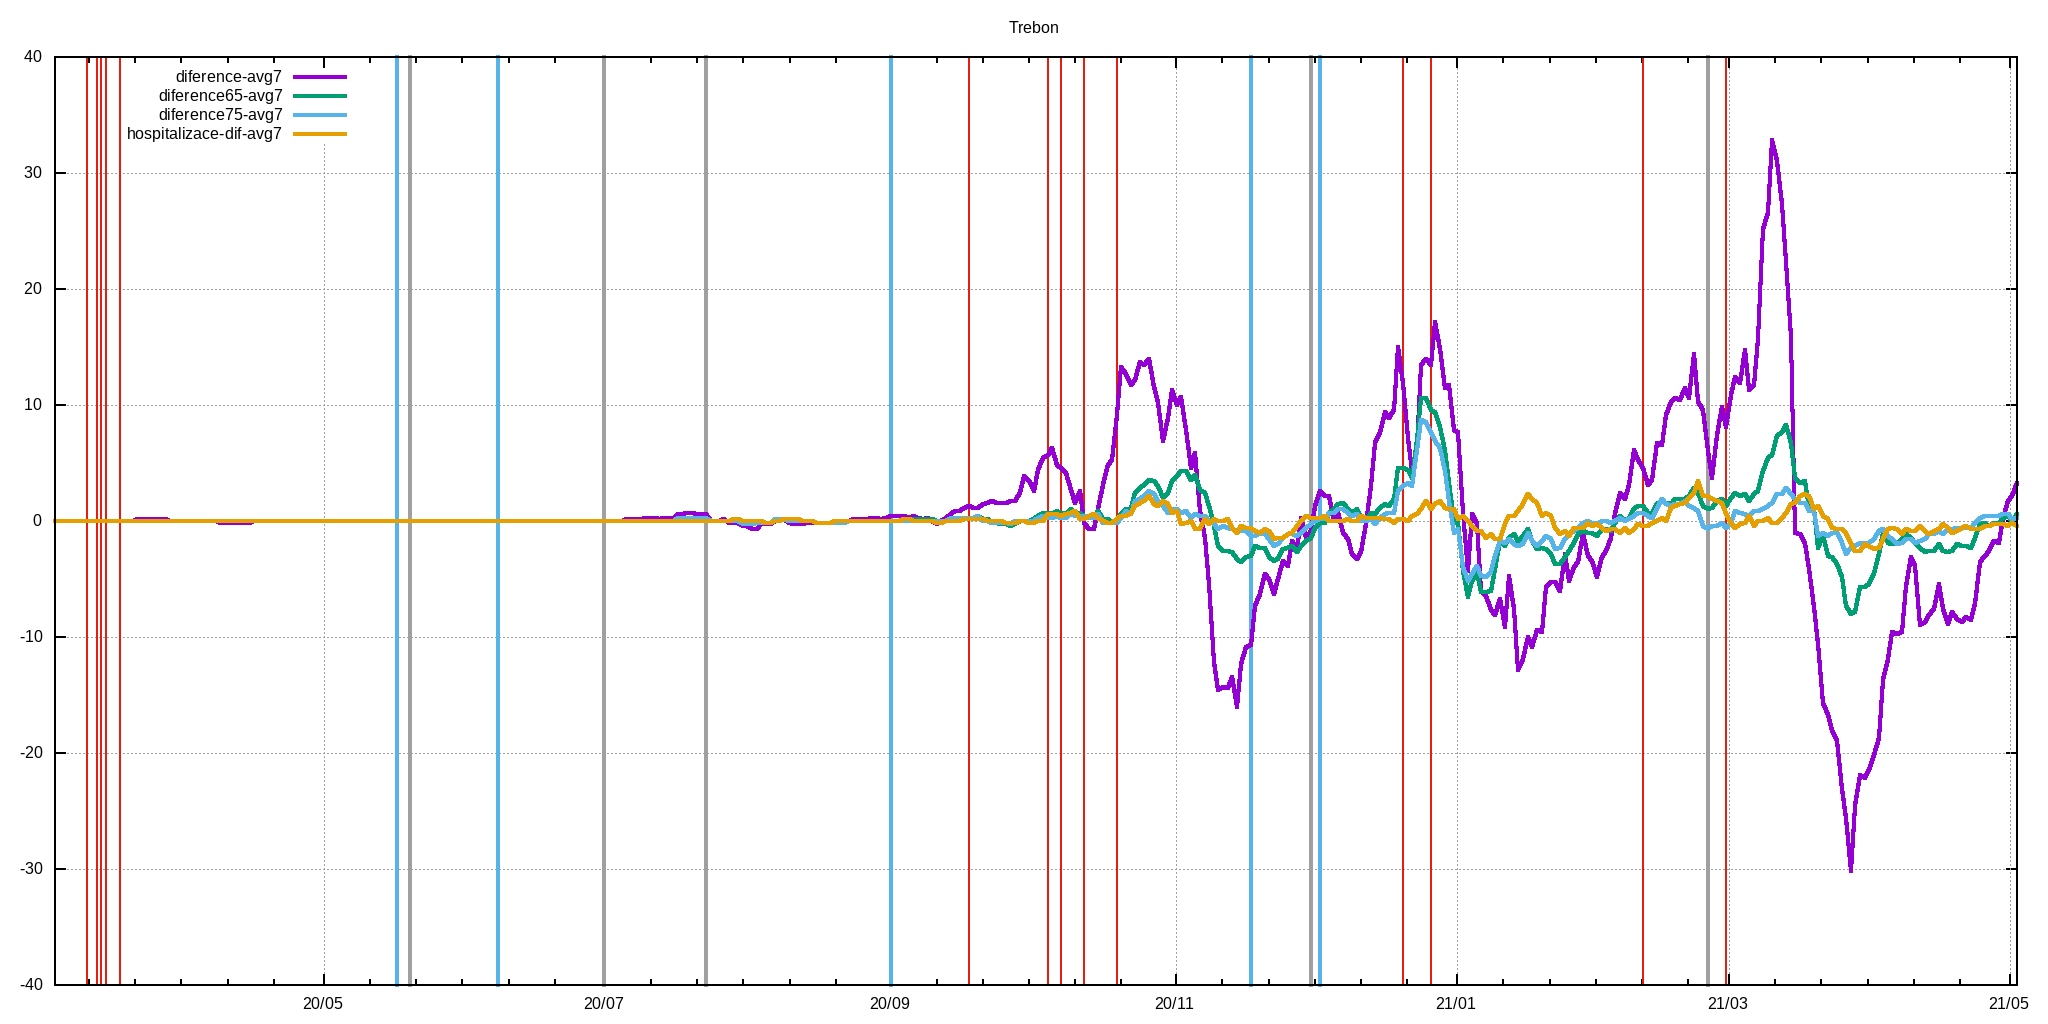 Trebon
40
30
20
10
0
-10
-20
-30
-40
diference-avg7
diference65-avg7
diference75-avg7
hospitalizace-dif-avg7
20/05 20/07 20/09 20/11 21/01 21/03 21/05